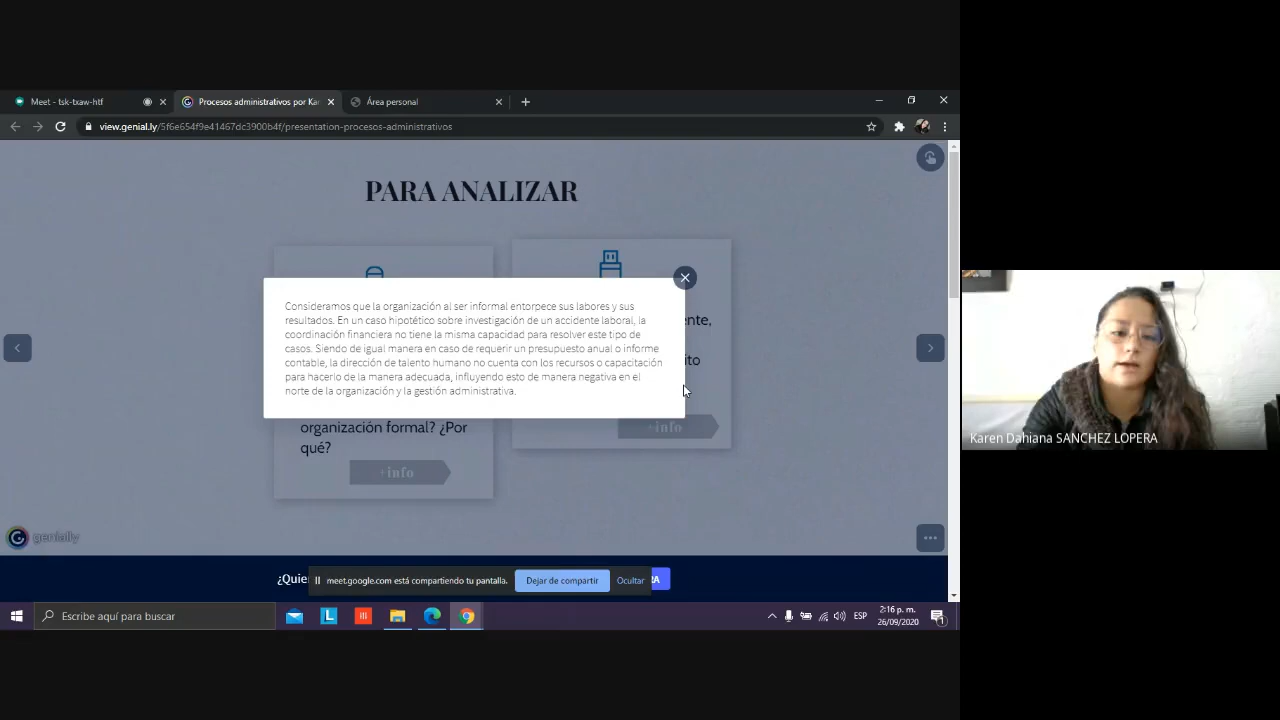 Meet - tsk-txaw-htf
Procesos administrativos por Kar
Área personal
view.genial.ly/5f6e654f9e41467dc3900b4f/presentation-procesos-administrativos
PARA ANALIZAR
Consideramos que la organización al ser informal entorpece sus labores y sus
resultados. En un caso hipotético sobre investigación de un accidente laboral, la
coordinación financiera no tiene la misma capacidad para resolver este tipo de
casos. Siendo de igual manera en caso de requerir un presupuesto anual o informe
contable, la dirección de talento humano no cuenta con los recursos o capacitación
para hacerlo de la manera adecuada, influyendo esto de manera negativa en el
norte de la organización y la gestión administrativa.
ente,
ito
+info
organización formal? ¿Por
qué?
+info
genially
¿Quie
RA
meet.google.com está compartiendo tu pantalla.
Dejar de compartir
Ocultar
Escribe aquí para buscar
ESP
2:16 p. m.
26/09/2020
1
Karen Dahiana SANCHEZ LOPERA